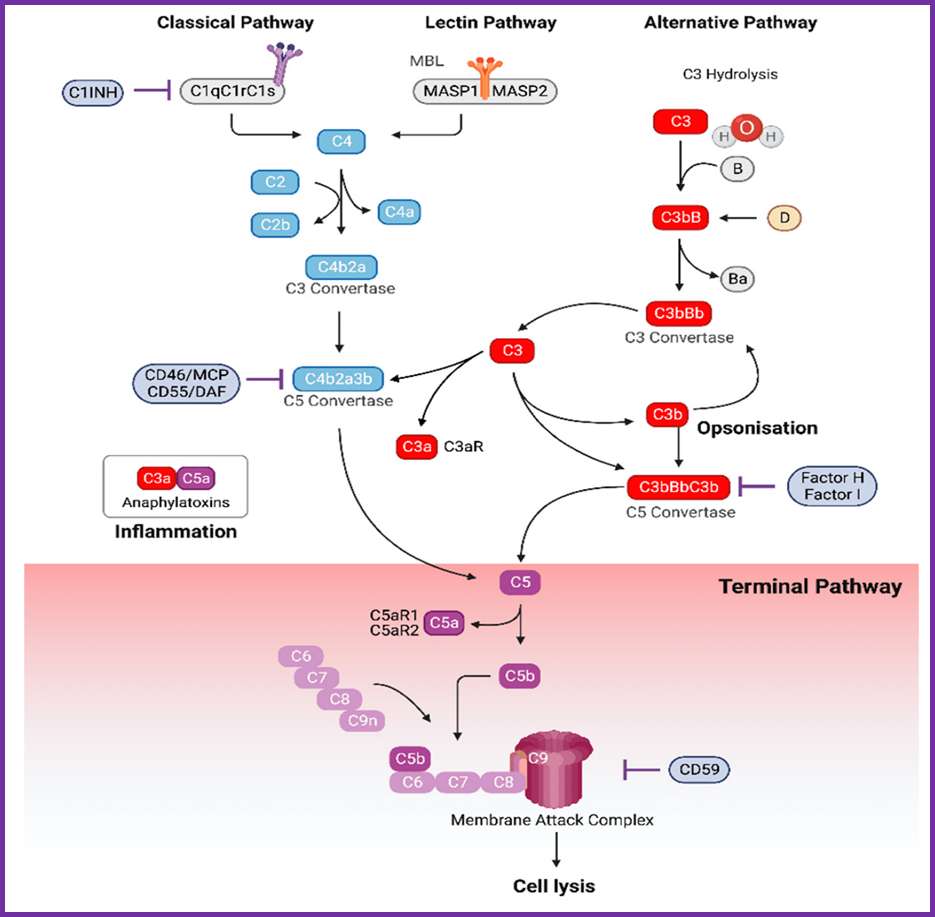 Classical Pathway
Lectin Pathway
Alternative Pathway
C3 Hydrolysis
MBL
C1INH
C1qC1rC1s
MASP1
MASP2
C3
H
O
H
C4
B
C2
C2b
C4a
C3bB
D
C4b2a
C3 Convertase
Ba
C3bBb
C3 Convertase
C3
CD46/MCP
CD55/DAF
C4b2a3b
C5 Convertase
C3b
Opsonisation
C3a
C3aR
C3a
C5a
Anaphylatoxins
Inflammation
C3bBbC3b
C5 Convertase
Factor H
Factor I
C5
Terminal Pathway
C5aR1
C5aR2
C5a
C6
C7
C8
C9n
C5b
C5b
C6
C7
C8
C9
CD59
Membrane Attack Complex
Cell lysis